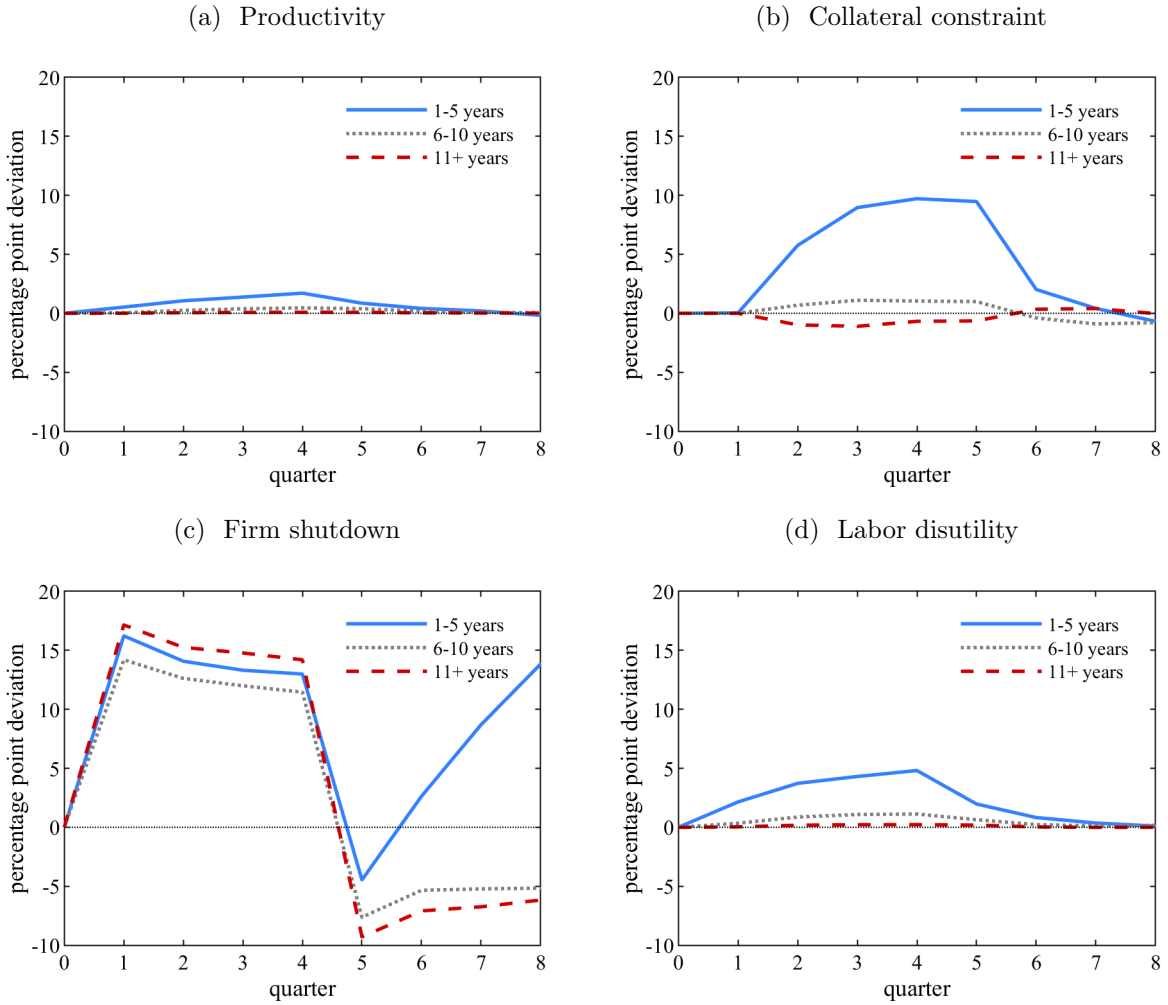 (a) Productivity
percentage point deviation
20
15
10
5
0
-5
-10
1-5 years
6-10 years
11+ years
0 1 2 3 4 5 6 7 8
quarter
(b) Collateral constraint
percentage point deviation
20
15
10
5
0
-5
-10
1-5 years
6-10 years
11+ years
0 1 2 3 4 5 6 7 8
quarter
(c) Firm shutdown
percentage point deviation
20
15
10
5
0
-5
-10
1-5 years
6-10 years
11+ years
0 1 2 3 4 5 6 7 8
quarter
(d) Labor disutility
percentage point deviation
20
15
10
5
0
-5
-10
1-5 years
6-10 years
11+ years
0 1 2 3 4 5 6 7 8
quarter